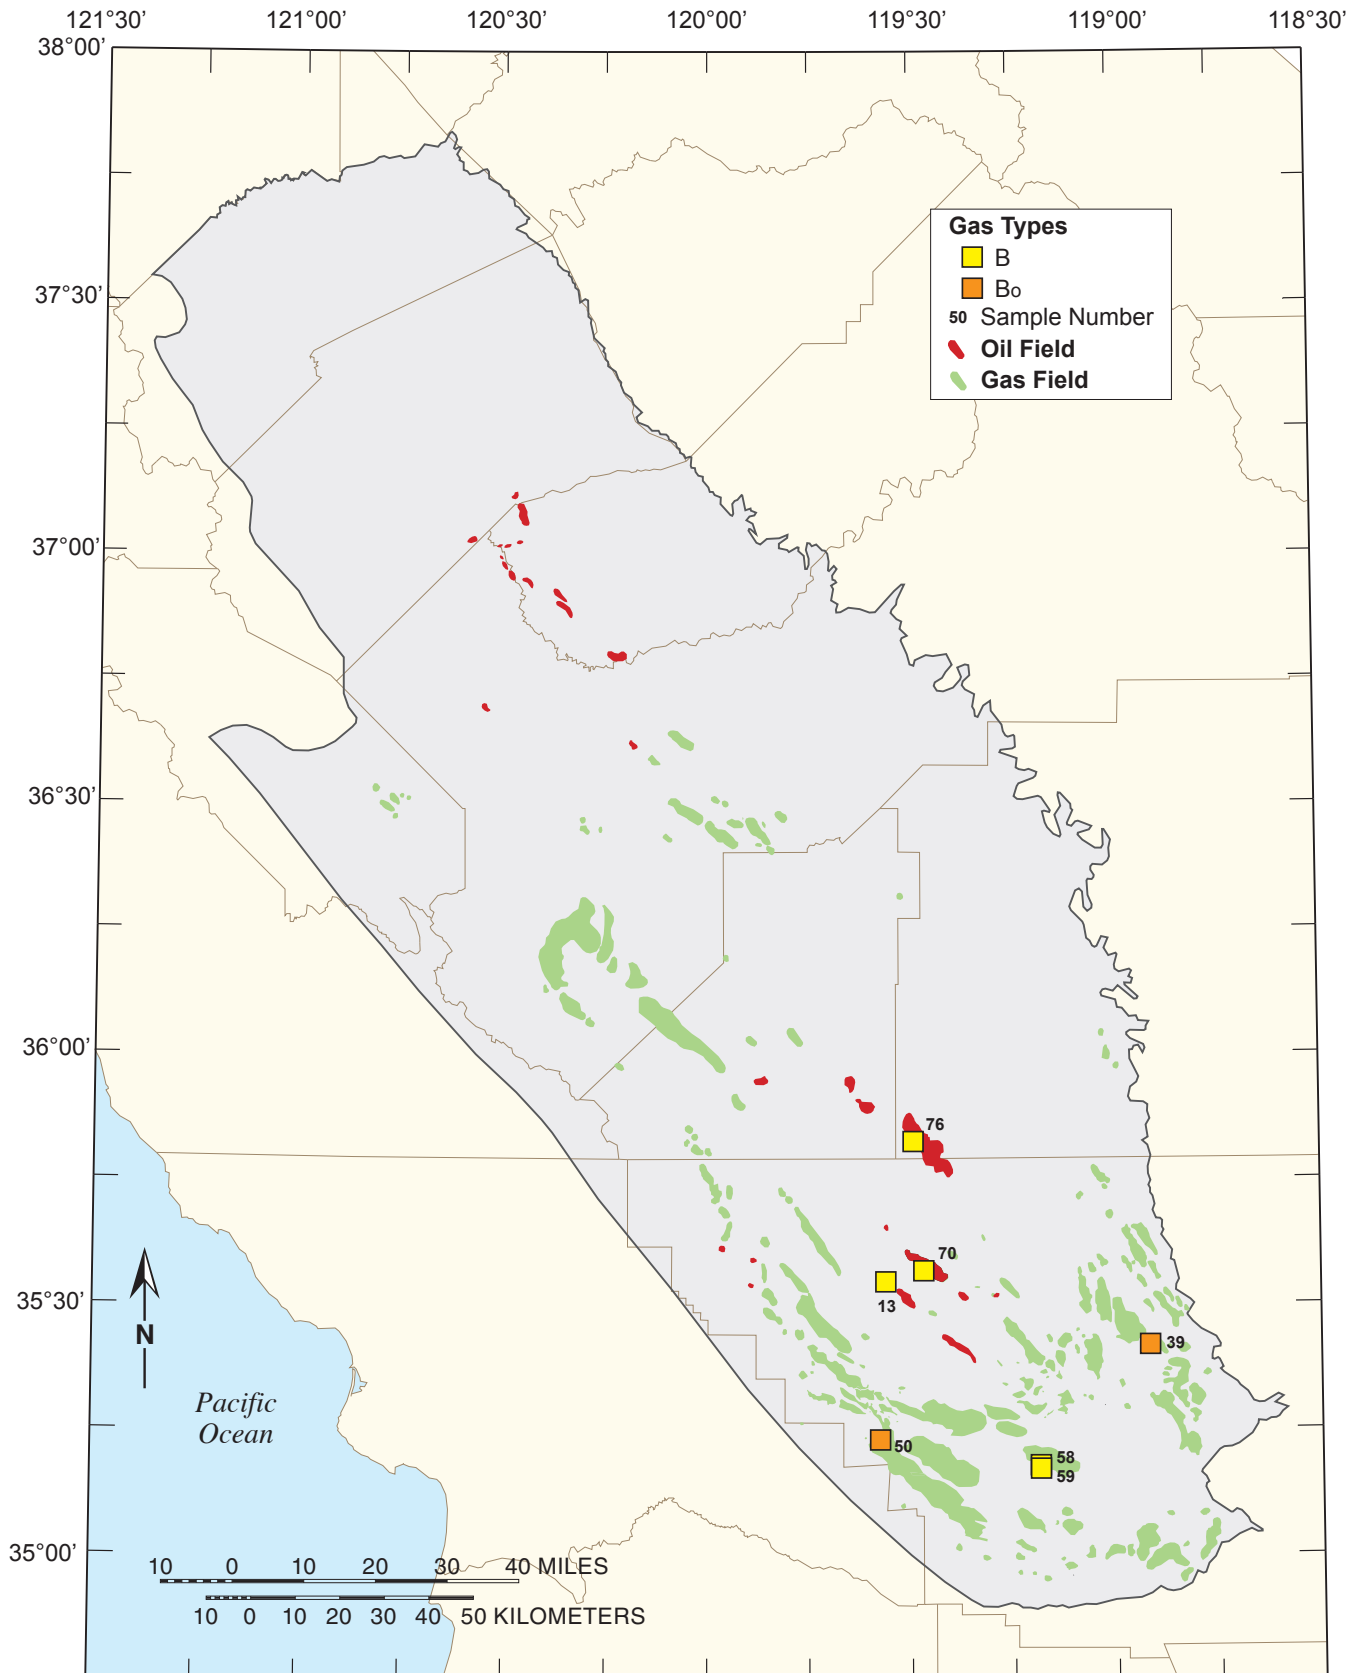 121°30’ 121°00’ 120°30’ 120°00’ 119°30’ 119°00’ 118°30’
38°00’
Gas Types
B
Bo
50 Sample Number
Oil Field
Gas Field
37°30’
37°00’
36°30’
36°00’
76
70
35°30’
13
N
39
Pacific
Ocean
50
58
59
35°00’
10 0 10 20 30 40 MILES
10 0 10 20 30 40 50 KILOMETERS